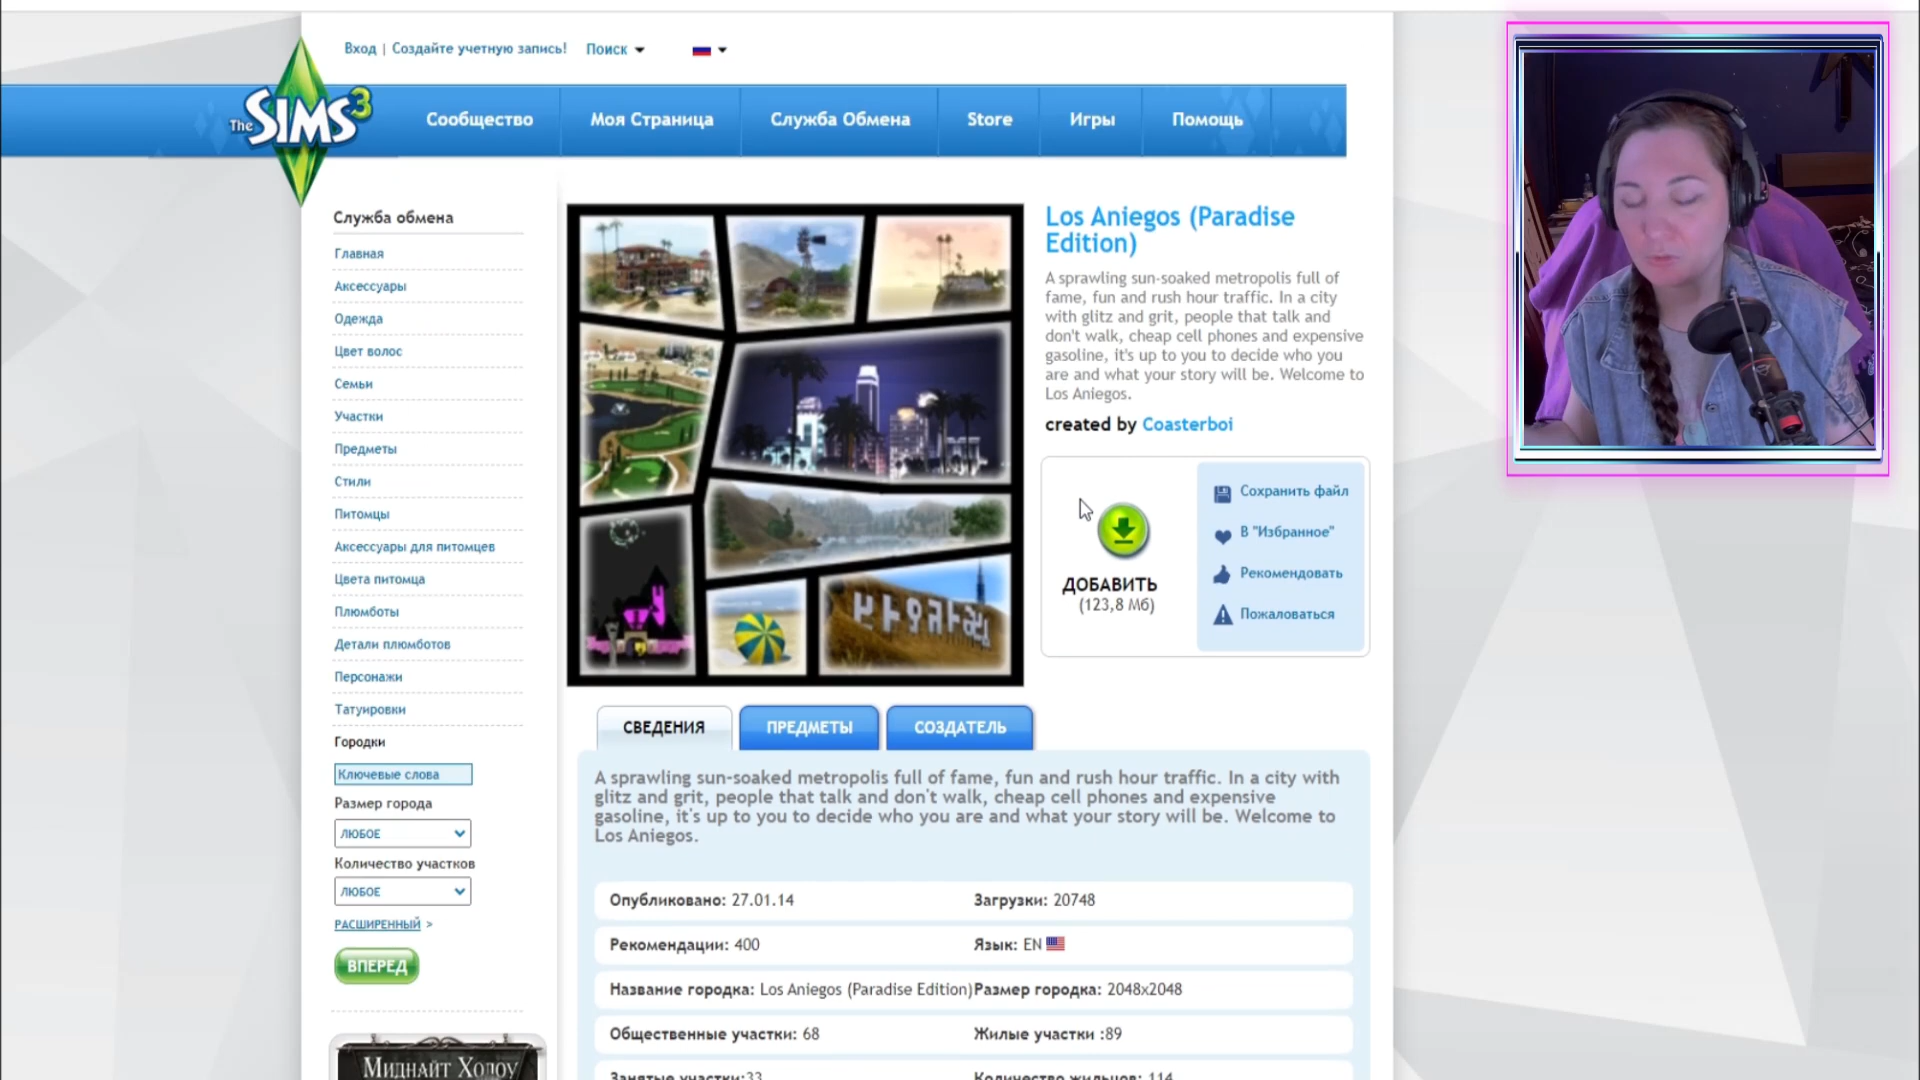 Вход | Создайте учетную запись! Поиск
The SIMS 3
Сообщество Моя Страница Служба Обмена Store Игры Помощь
Служба обмена
Главная
Аксессуары
Одежда
Цвет волос
Семьи
Участки
Предметы
Стили
Питомцы
Аксессуары для питомцев
Цвета питомца
Плюмботы
Детали плюмботов
Персонажи
Татуировки
Городки
Ключевые слова
Размер города
ЛЮБОЕ
Количество участков
ЛЮБОЕ
РАСШИРЕННЫЙ >
ВПЕРЕД
Миднайт Холоу
Los Aniegos (Paradise
Edition)
A sprawling sun-soaked metropolis full of
fame, fun and rush hour traffic. In a city
with glitz and grit, people that talk and
don't walk, cheap cell phones and expensive
gasoline, it's up to you to decide who you
are and what your story will be. Welcome to
Los Aniegos.
created by Coasterboi
ДОБАВИТЬ
(123,8 Мб)
Сохранить файл
В "Избранное"
Рекомендовать
Пожаловаться
СВЕДЕНИЯ ПРЕДМЕТЫ СОЗДАТЕЛЬ
A sprawling sun-soaked metropolis full of fame, fun and rush hour traffic. In a city with
glitz and grit, people that talk and don't walk, cheap cell phones and expensive
gasoline, it's up to you to decide who you are and what your story will be. Welcome to
Los Aniegos.
Опубликовано: 27.01.14 Загрузки: 20748
Рекомендации: 400 Язык: EN
Название городка: Los Aniegos (Paradise Edition) Размер городка: 2048x2048
Общественные участки: 68 Жилые участки :89
Занятые участки:33 Количество жильцов: 114